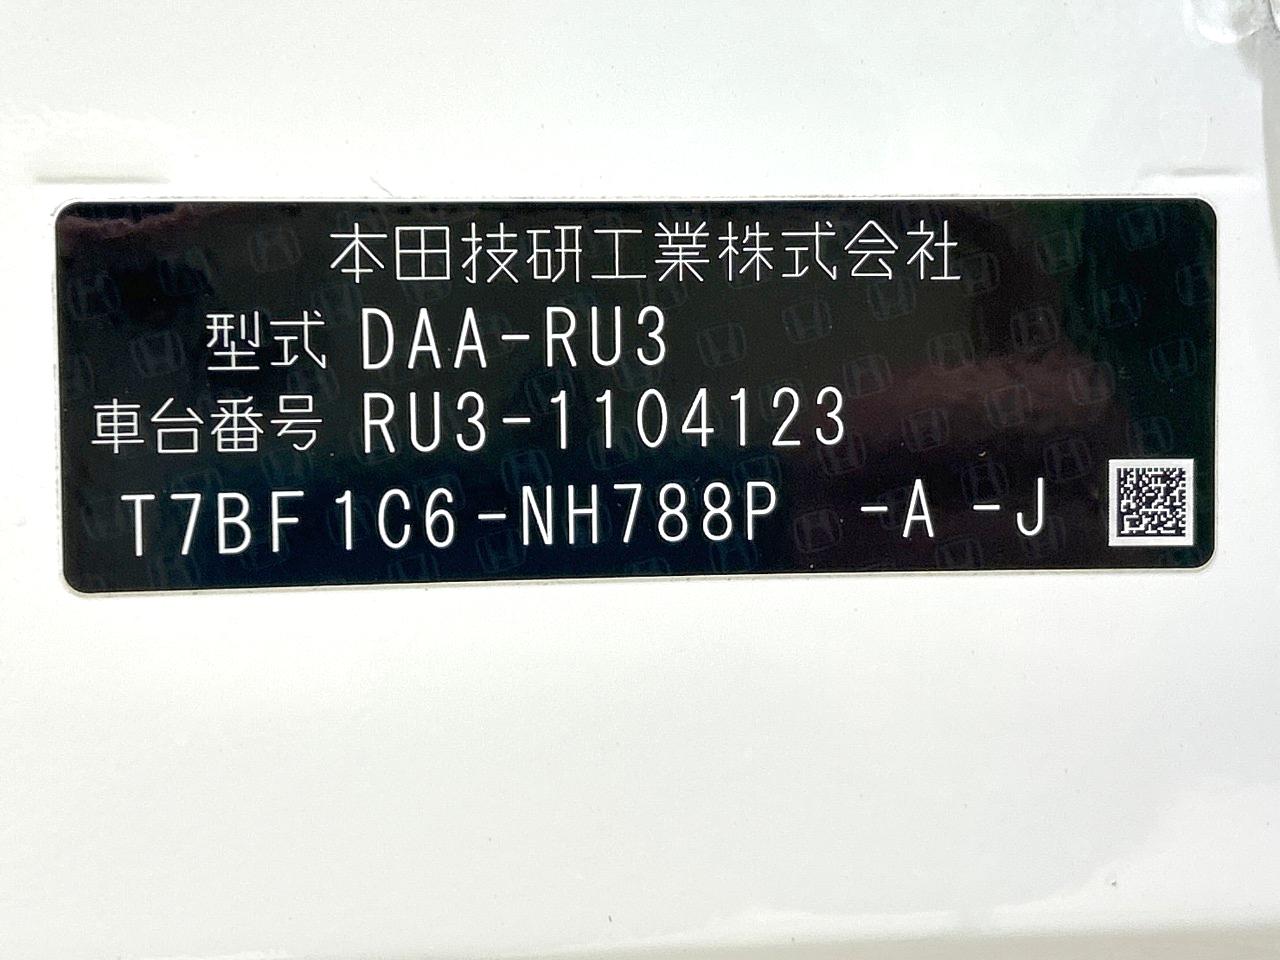 本田技研工業株式会社
型式 DAA-RU3
車台番号 RU3-1104123
T7BF1C6-NH788P -A -J